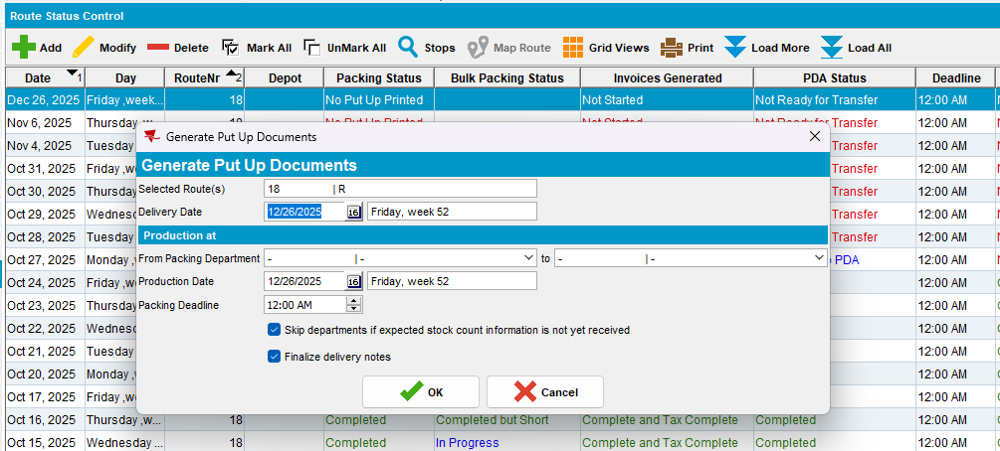 Route Status Control
Add Modify Delete Mark All UnMark All Stops Map Route Grid Views Print Load More Load All
Date 1 Day RouteNr 2 Depot Packing Status Bulk Packing Status Invoices Generated PDA Status Deadline
Dec 26, 2025 Friday ,week... 18 No Put Up Printed Not Started Not Ready for Transfer 12:00 AM
Nov 6, 2025 Thursday ,w... 18 No Put Up Printed Not Started Not Ready for Transfer 12:00 AM
Generate Put Up Documents
Nov 4, 2025 Tuesday Transfer 12:00 AM
Generate Put Up Documents
Oct 31, 2025 Friday ,w Transfer 12:00 AM
Selected Route(s) 18 | R
Oct 30, 2025 Thursday Transfer 12:00 AM
Delivery Date 12/26/2025 16 Friday, week 52
Oct 29, 2025 Wednesd Transfer 12:00 AM
Production at
Oct 28, 2025 Tuesday Transfer 12:00 AM
From Packing Department - | - to - | -
Oct 27, 2025 Monday ,w PDA 12:00 AM
Production Date 12/26/2025 16 Friday, week 52
Oct 24, 2025 Friday ,w 12:00 AM
Packing Deadline 12:00 AM
Oct 23, 2025 Thursday 12:00 AM
Skip departments if expected stock count information is not yet received
Oct 22, 2025 Wednesd 12:00 AM
Finalize delivery notes
Oct 21, 2025 Tuesday 12:00 AM
Oct 20, 2025 Monday ,w 12:00 AM
OK Cancel
Oct 17, 2025 Friday ,w 12:00 AM
Oct 16, 2025 Thursday ,w... 18 Completed Completed but Short Complete and Tax Complete Completed 12:00 AM
Oct 15, 2025 Wednesday ... 18 Completed In Progress Complete and Tax Complete Completed 12:00 AM